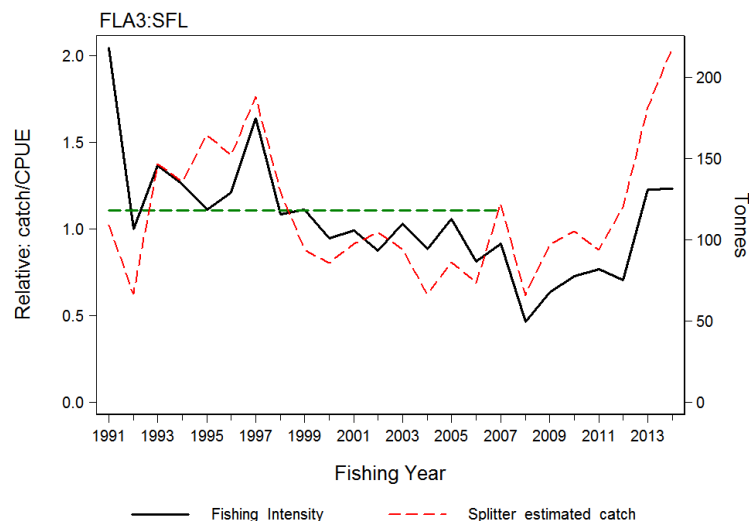 FLA3:SFL
Relative: catch/CPUE
2.0
1.5
1.0
0.5
0.0
200
150
100
50
0
Tonnes
1991 1993 1995 1997 1999 2001 2003 2005 2007 2009 2011 2013
Fishing Year
Fishing Intensity Splitter estimated catch